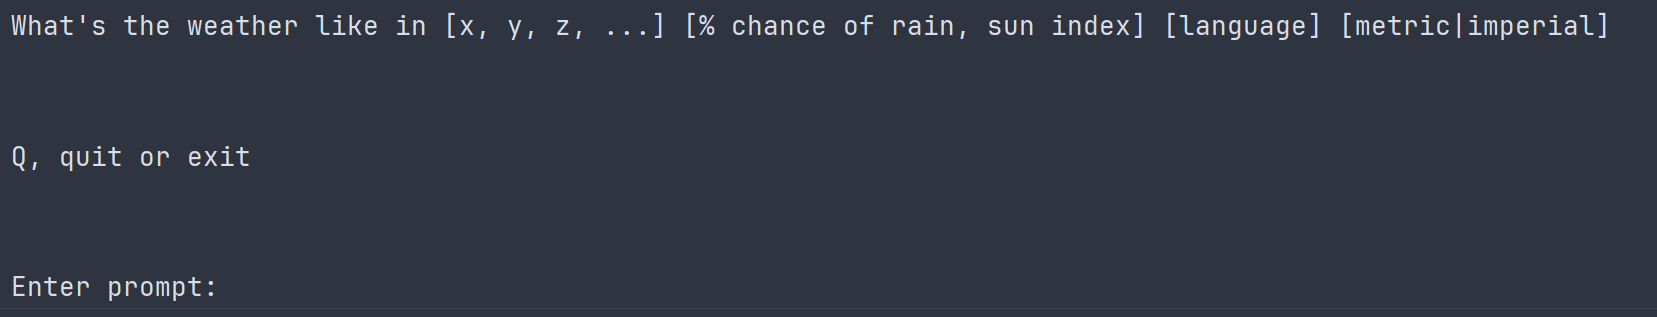 What's the weather like in [x, y, z, ...] [% chance of rain, sun index] [language] [metric|imperial]
Q, quit or exit
Enter prompt: